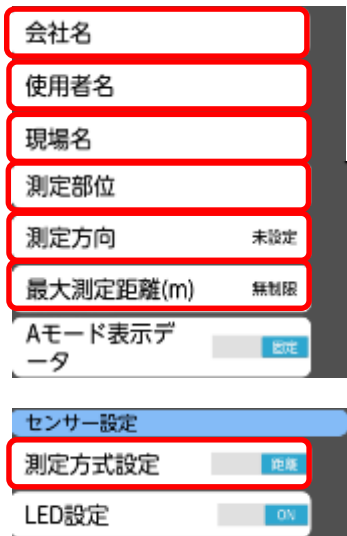 会社名
使用者名
現場名
測定部位
測定方向 未設定
最大測定距離(m) 無制限
Aモード表示デ
ータ 固定
センサー設定
測定方式設定 距離
LED設定 ON